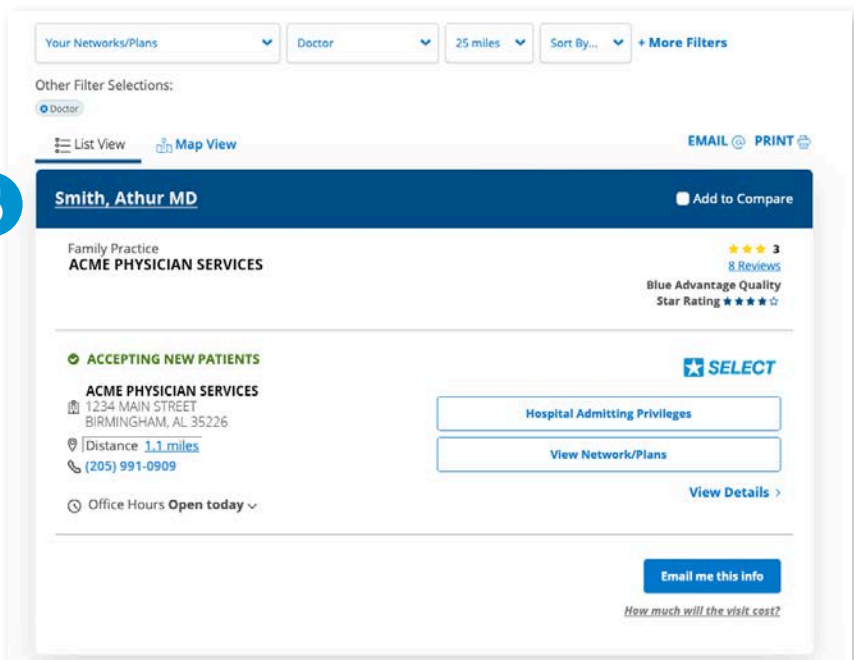 Your Networks/Plans Doctor 25 miles Sort By... + More Filters
Other Filter Selections:
Doctor
List View Map View EMAIL PRINT
Smith, Athur MD Add to Compare
Family Practice 3
ACME PHYSICIAN SERVICES 8 Reviews
Blue Advantage Quality
Star Rating
ACCEPTING NEW PATIENTS
SELECT
ACME PHYSICIAN SERVICES
1234 MAIN STREET
BIRMINGHAM, AL 35226
Hospital Admitting Privileges
Distance 1.1 miles
View Network/Plans
(205) 991-0909
View Details >
Office Hours Open today
Email me this info
How much will the visit cost?